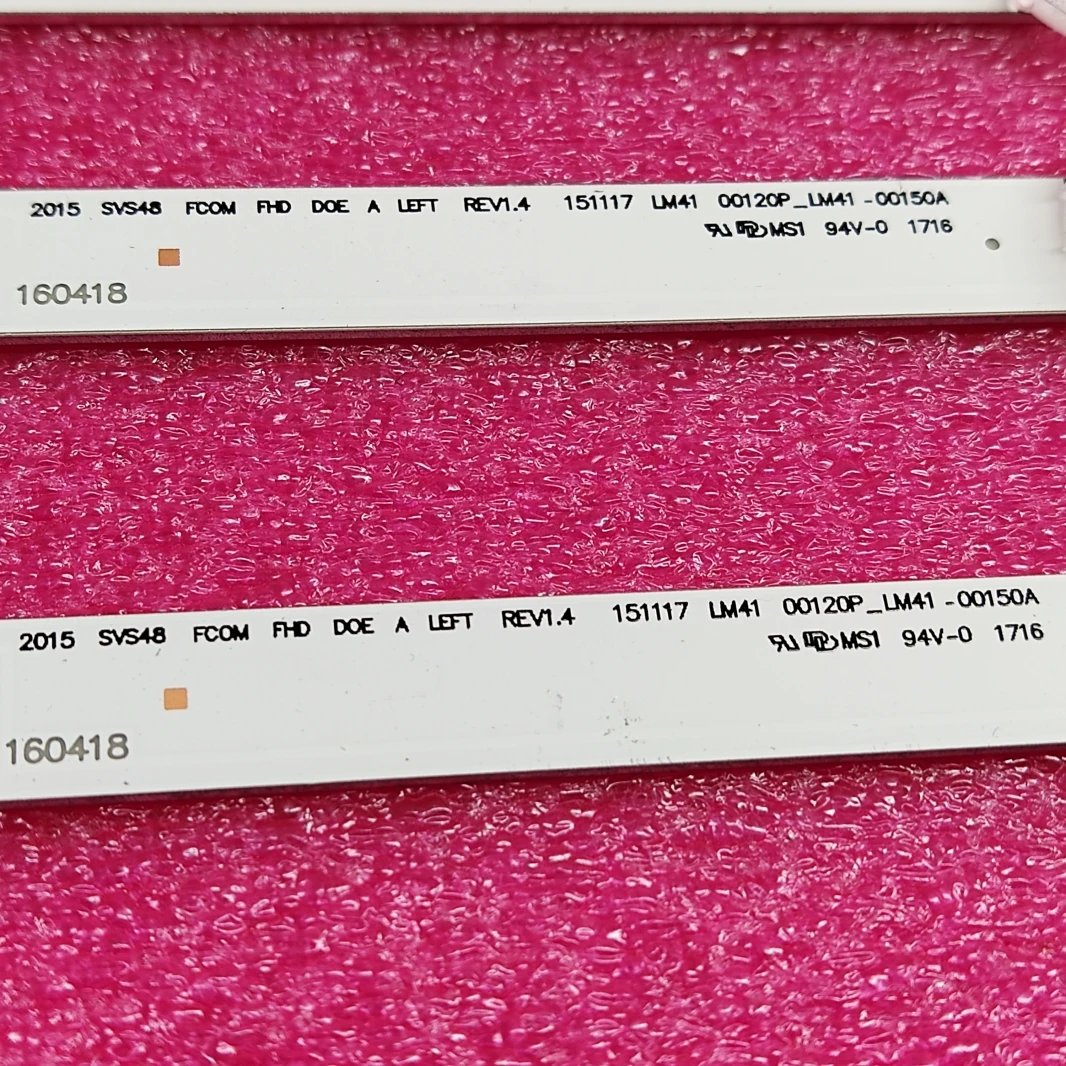 2015 SVS48 FCOM FHD DOE A LEFT REV1.4 151117 LM41 00120P_LM41-00150A
MS1 94V-0 1716
160418
2015 SVS48 FCOM FHD DOE A LEFT REV1.4 151117 LM41 00120P_LM41-00150A
MS1 94V-0 1716
160418